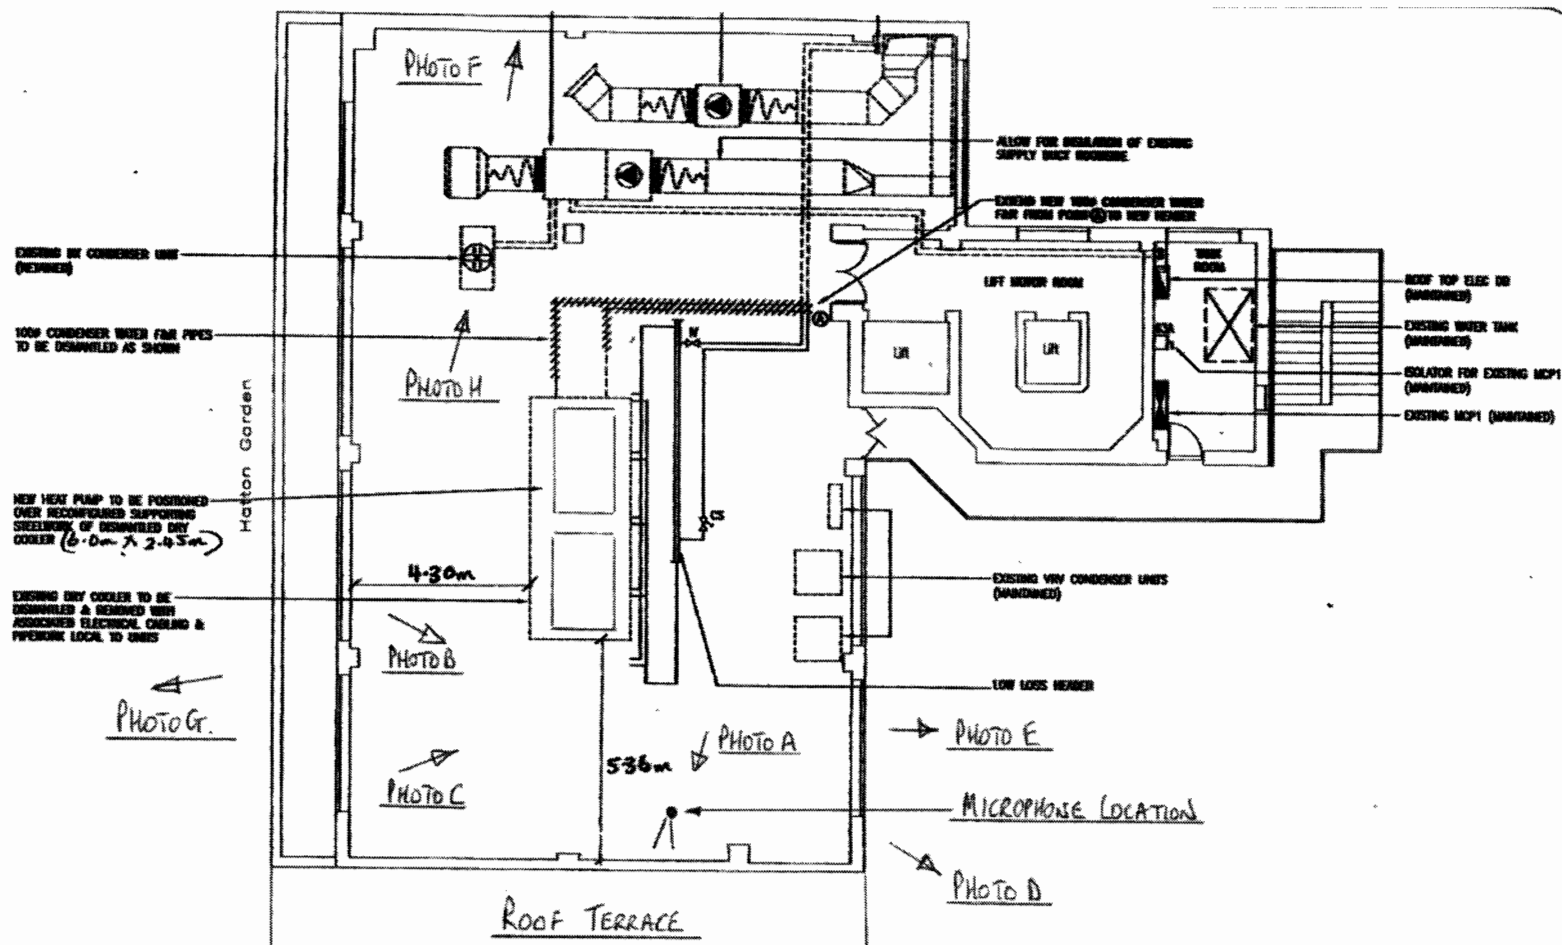 PHOTO F
ALLOW FOR INSULATION OF EXISTING
SUPPLY DUCT
EXTEND NEW 100ø CONDENSER WATER
F&R FROM POINT Ⓐ TO NEW HEADER
EXISTING CONDENSER UNIT
(RETAINED)
LIFT MOTOR ROOM
TANK
ROOM
ROOF TOP ELEC DB
(MAINTAINED)
100ø CONDENSER WATER F&R PIPES
TO BE DISMANTLED AS SHOWN
A
EXISTING WATER TANK
(MAINTAINED)
Lift
Lift
63A
ISOLATOR FOR EXISTING MCP1
(MAINTAINED)
PHOTO H
EXISTING MCP1 (MAINTAINED)
Hatton Garden
NEW HEAT PUMP TO BE POSITIONED
OVER RECONFIGURED SUPPORTING
STEELWORK OF DISMANTLED DRY
COOLER (6.0m x 2.45m)
CS
4.30m
EXISTING VRV CONDENSER UNITS
(MAINTAINED)
EXISTING DRY COOLER TO BE
DISMANTLED & REMOVED WITH
ASSOCIATED ELECTRICAL CABLING &
PIPEWORK LOCAL TO UNITS
PHOTO B
LOW LOSS HEADER
PHOTO G.
PHOTO A
PHOTO E
5.36m
PHOTO C
MICROPHONE LOCATION
PHOTO D
ROOF TERRACE